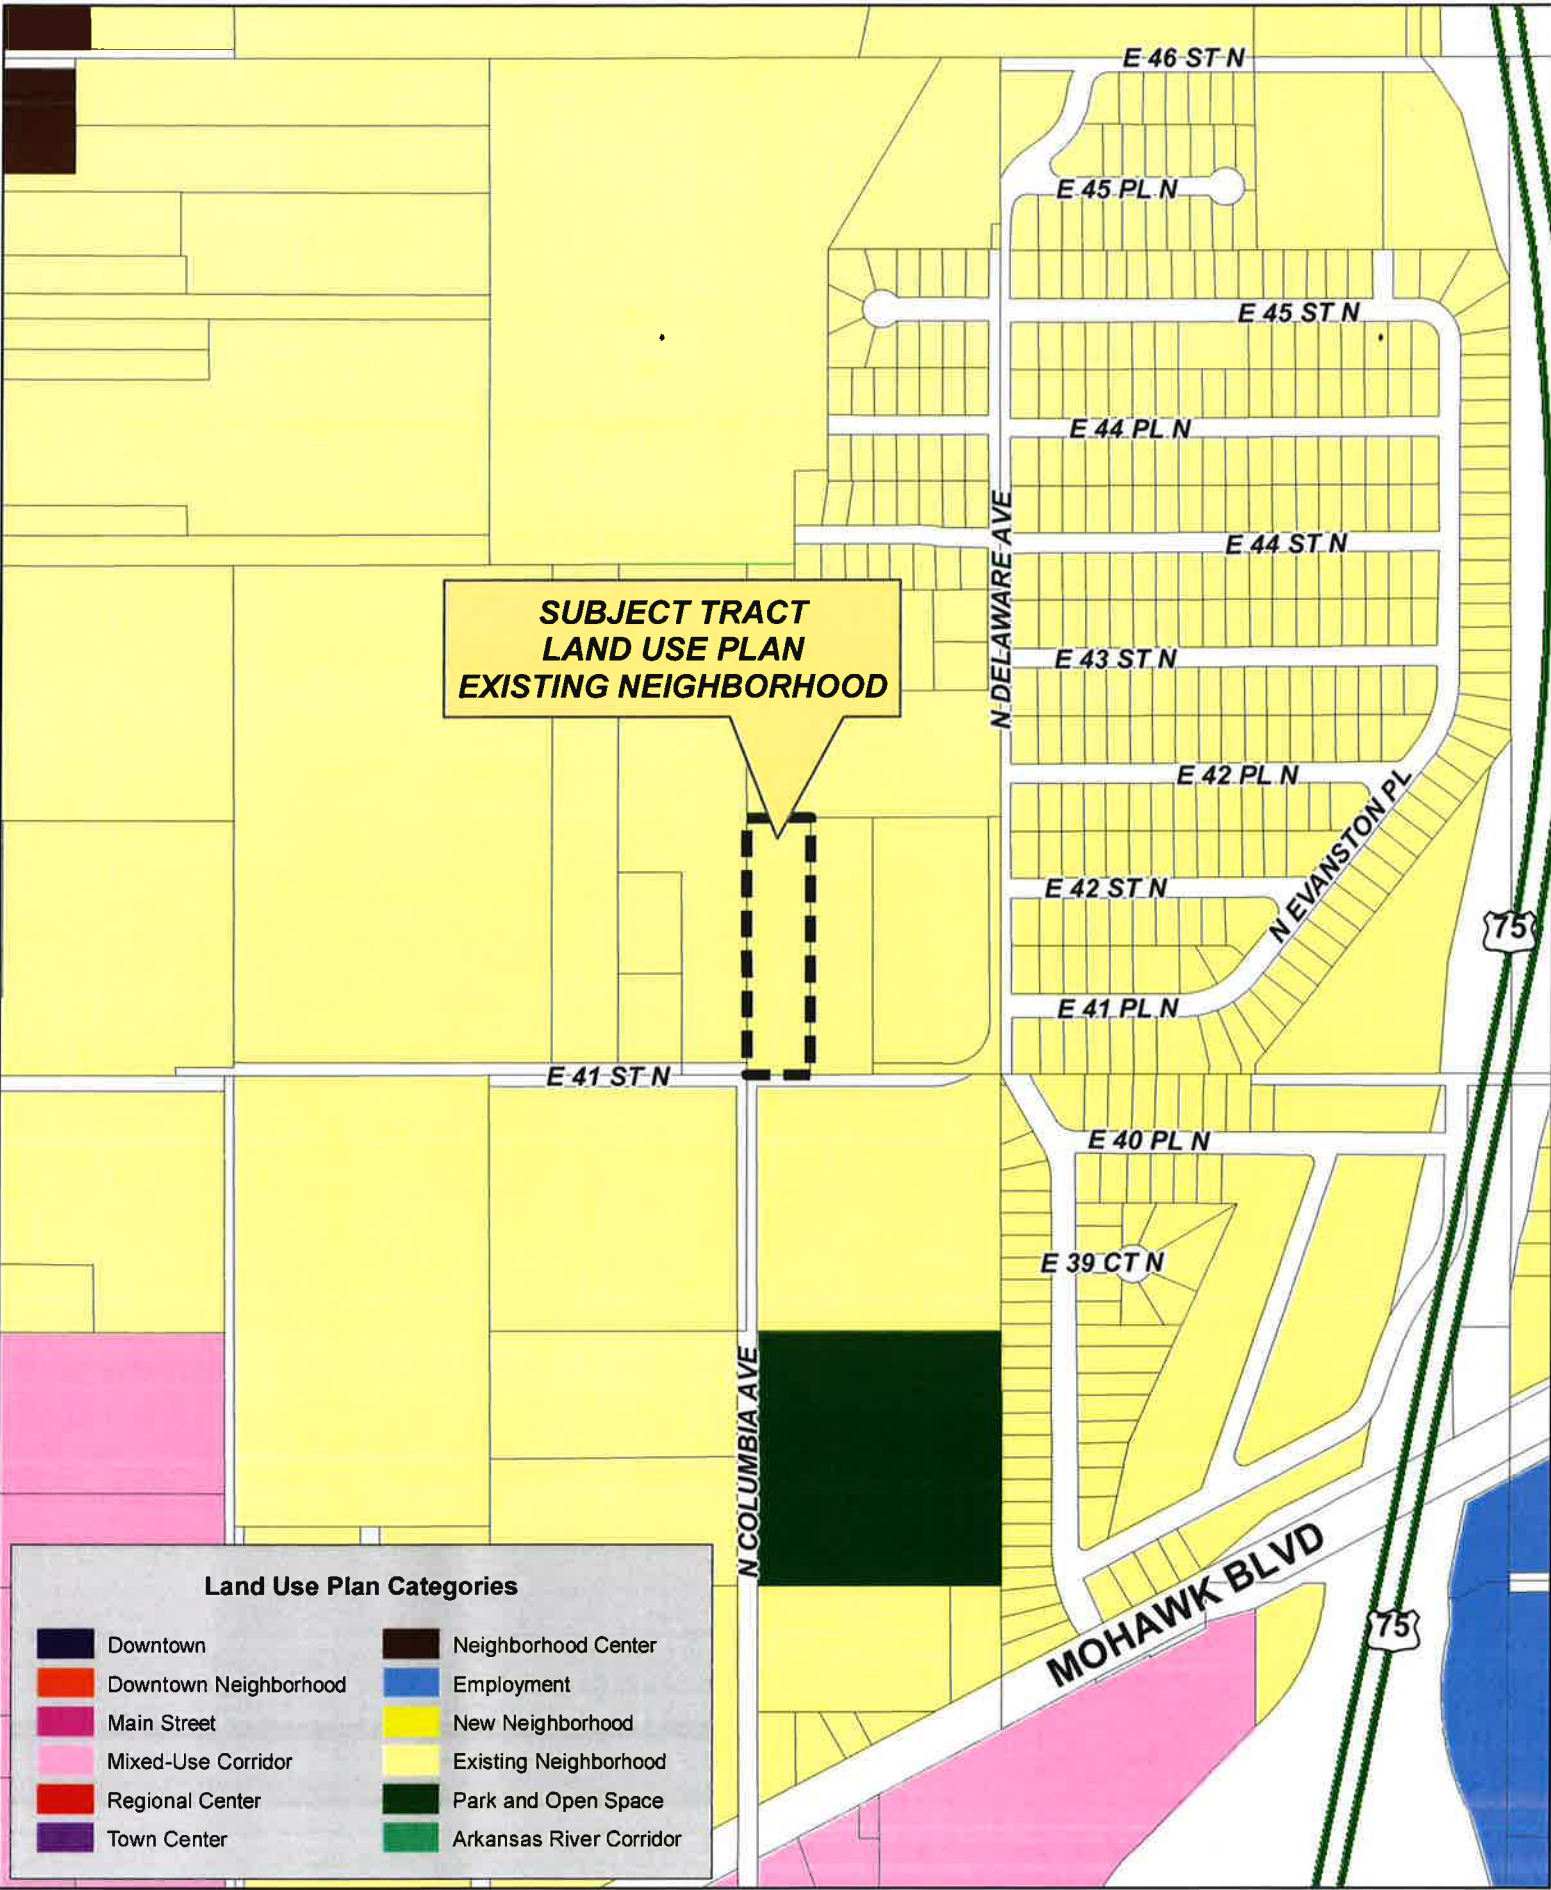 E 46 ST N
E 45 PL N
E 45 ST N
E 44 PL N
N DELAWARE AVE
E 44 ST N
SUBJECT TRACT
LAND USE PLAN
EXISTING NEIGHBORHOOD
E 43 ST N
E 42 PL N
N EVANSTON PL
E 42 ST N
75
E 41 PL N
E 41 ST N
E 40 PL N
E 39 CT N
N COLUMBIA AVE
MOHAWK BLVD
75
Land Use Plan Categories
Downtown
Downtown Neighborhood
Main Street
Mixed-Use Corridor
Regional Center
Town Center
Neighborhood Center
Employment
New Neighborhood
Existing Neighborhood
Park and Open Space
Arkansas River Corridor